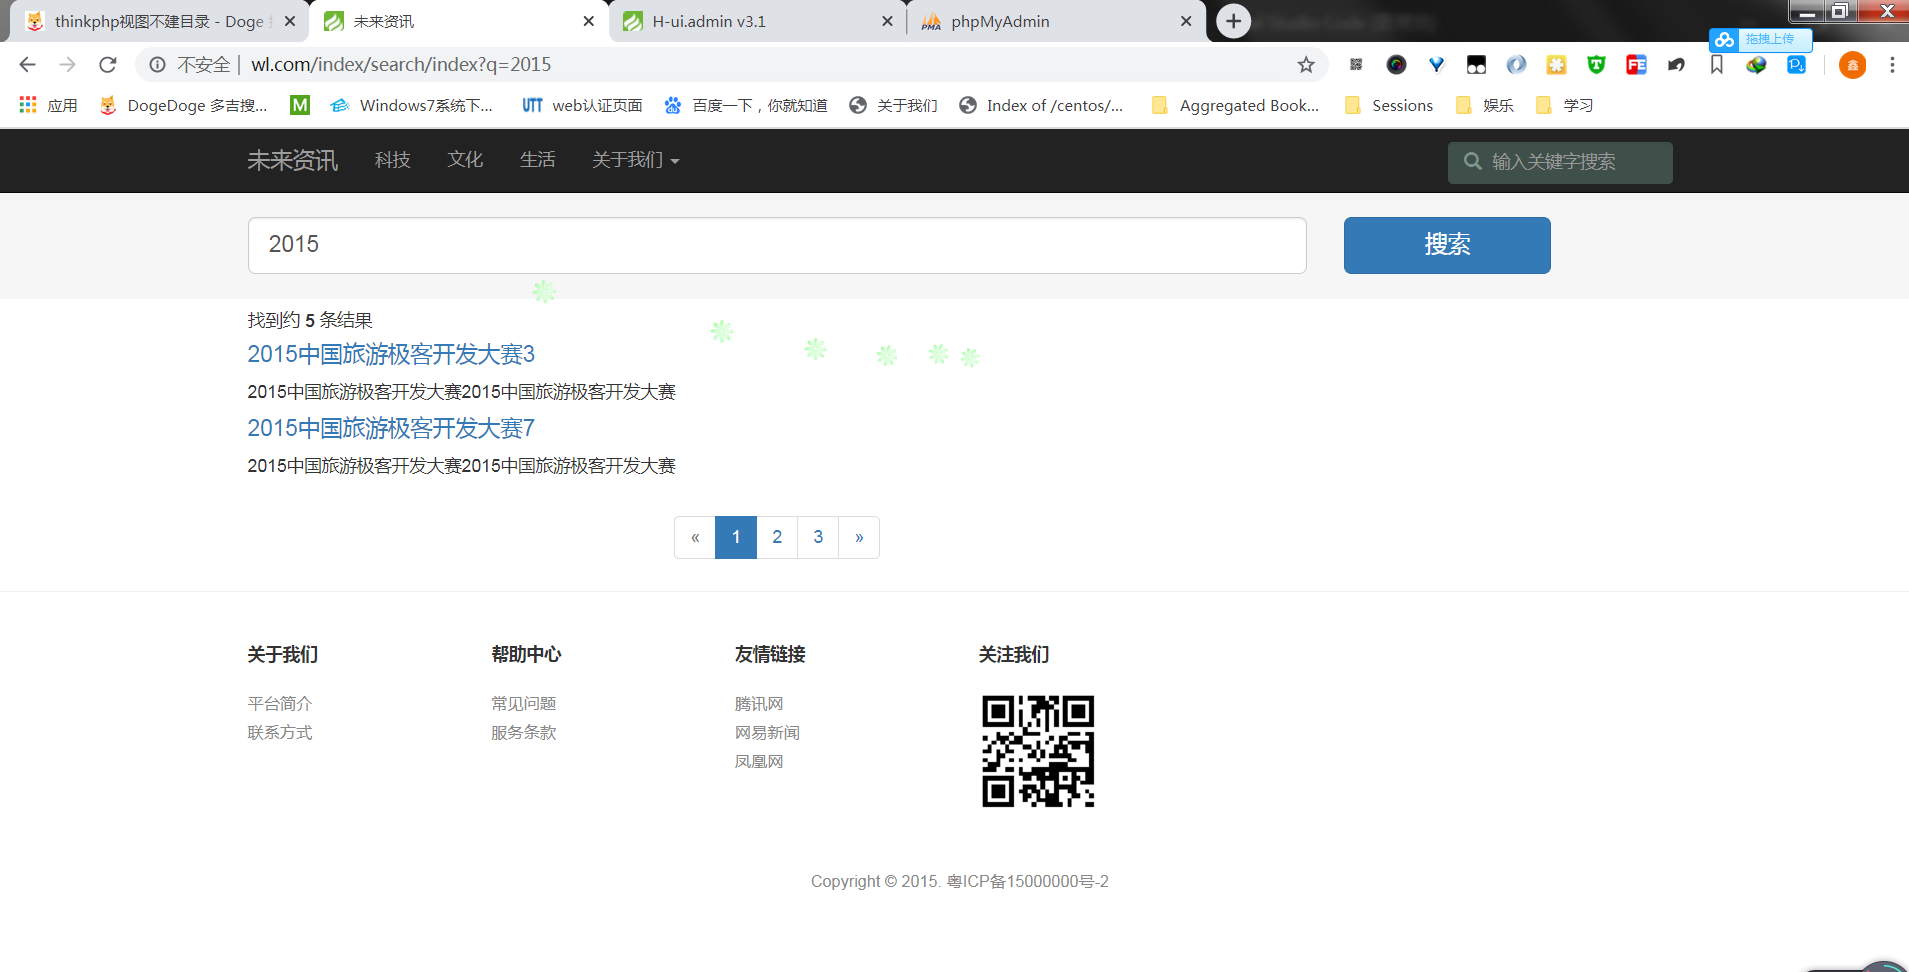 thinkphp视图不建目录 - Doge
未来资讯
H-ui.admin v3.1
phpMyAdmin
拖拽上传
不安全 | wl.com/index/search/index?q=2015
应用
DogeDoge 多吉搜...
M
Windows7系统下...
UTT web认证页面
百度一下，你就知道
关于我们
Index of /centos/...
Aggregated Book...
Sessions
娱乐
学习
未来资讯 科技 文化 生活 关于我们
输入关键字搜索
2015
搜索
找到约 5 条结果
2015中国旅游极客开发大赛3
2015中国旅游极客开发大赛2015中国旅游极客开发大赛
2015中国旅游极客开发大赛7
2015中国旅游极客开发大赛2015中国旅游极客开发大赛
« 1 2 3 »
关于我们 帮助中心 友情链接 关注我们
平台简介 常见问题 腾讯网
联系方式 服务条款 网易新闻
凤凰网
Copyright © 2015. 粤ICP备15000000号-2